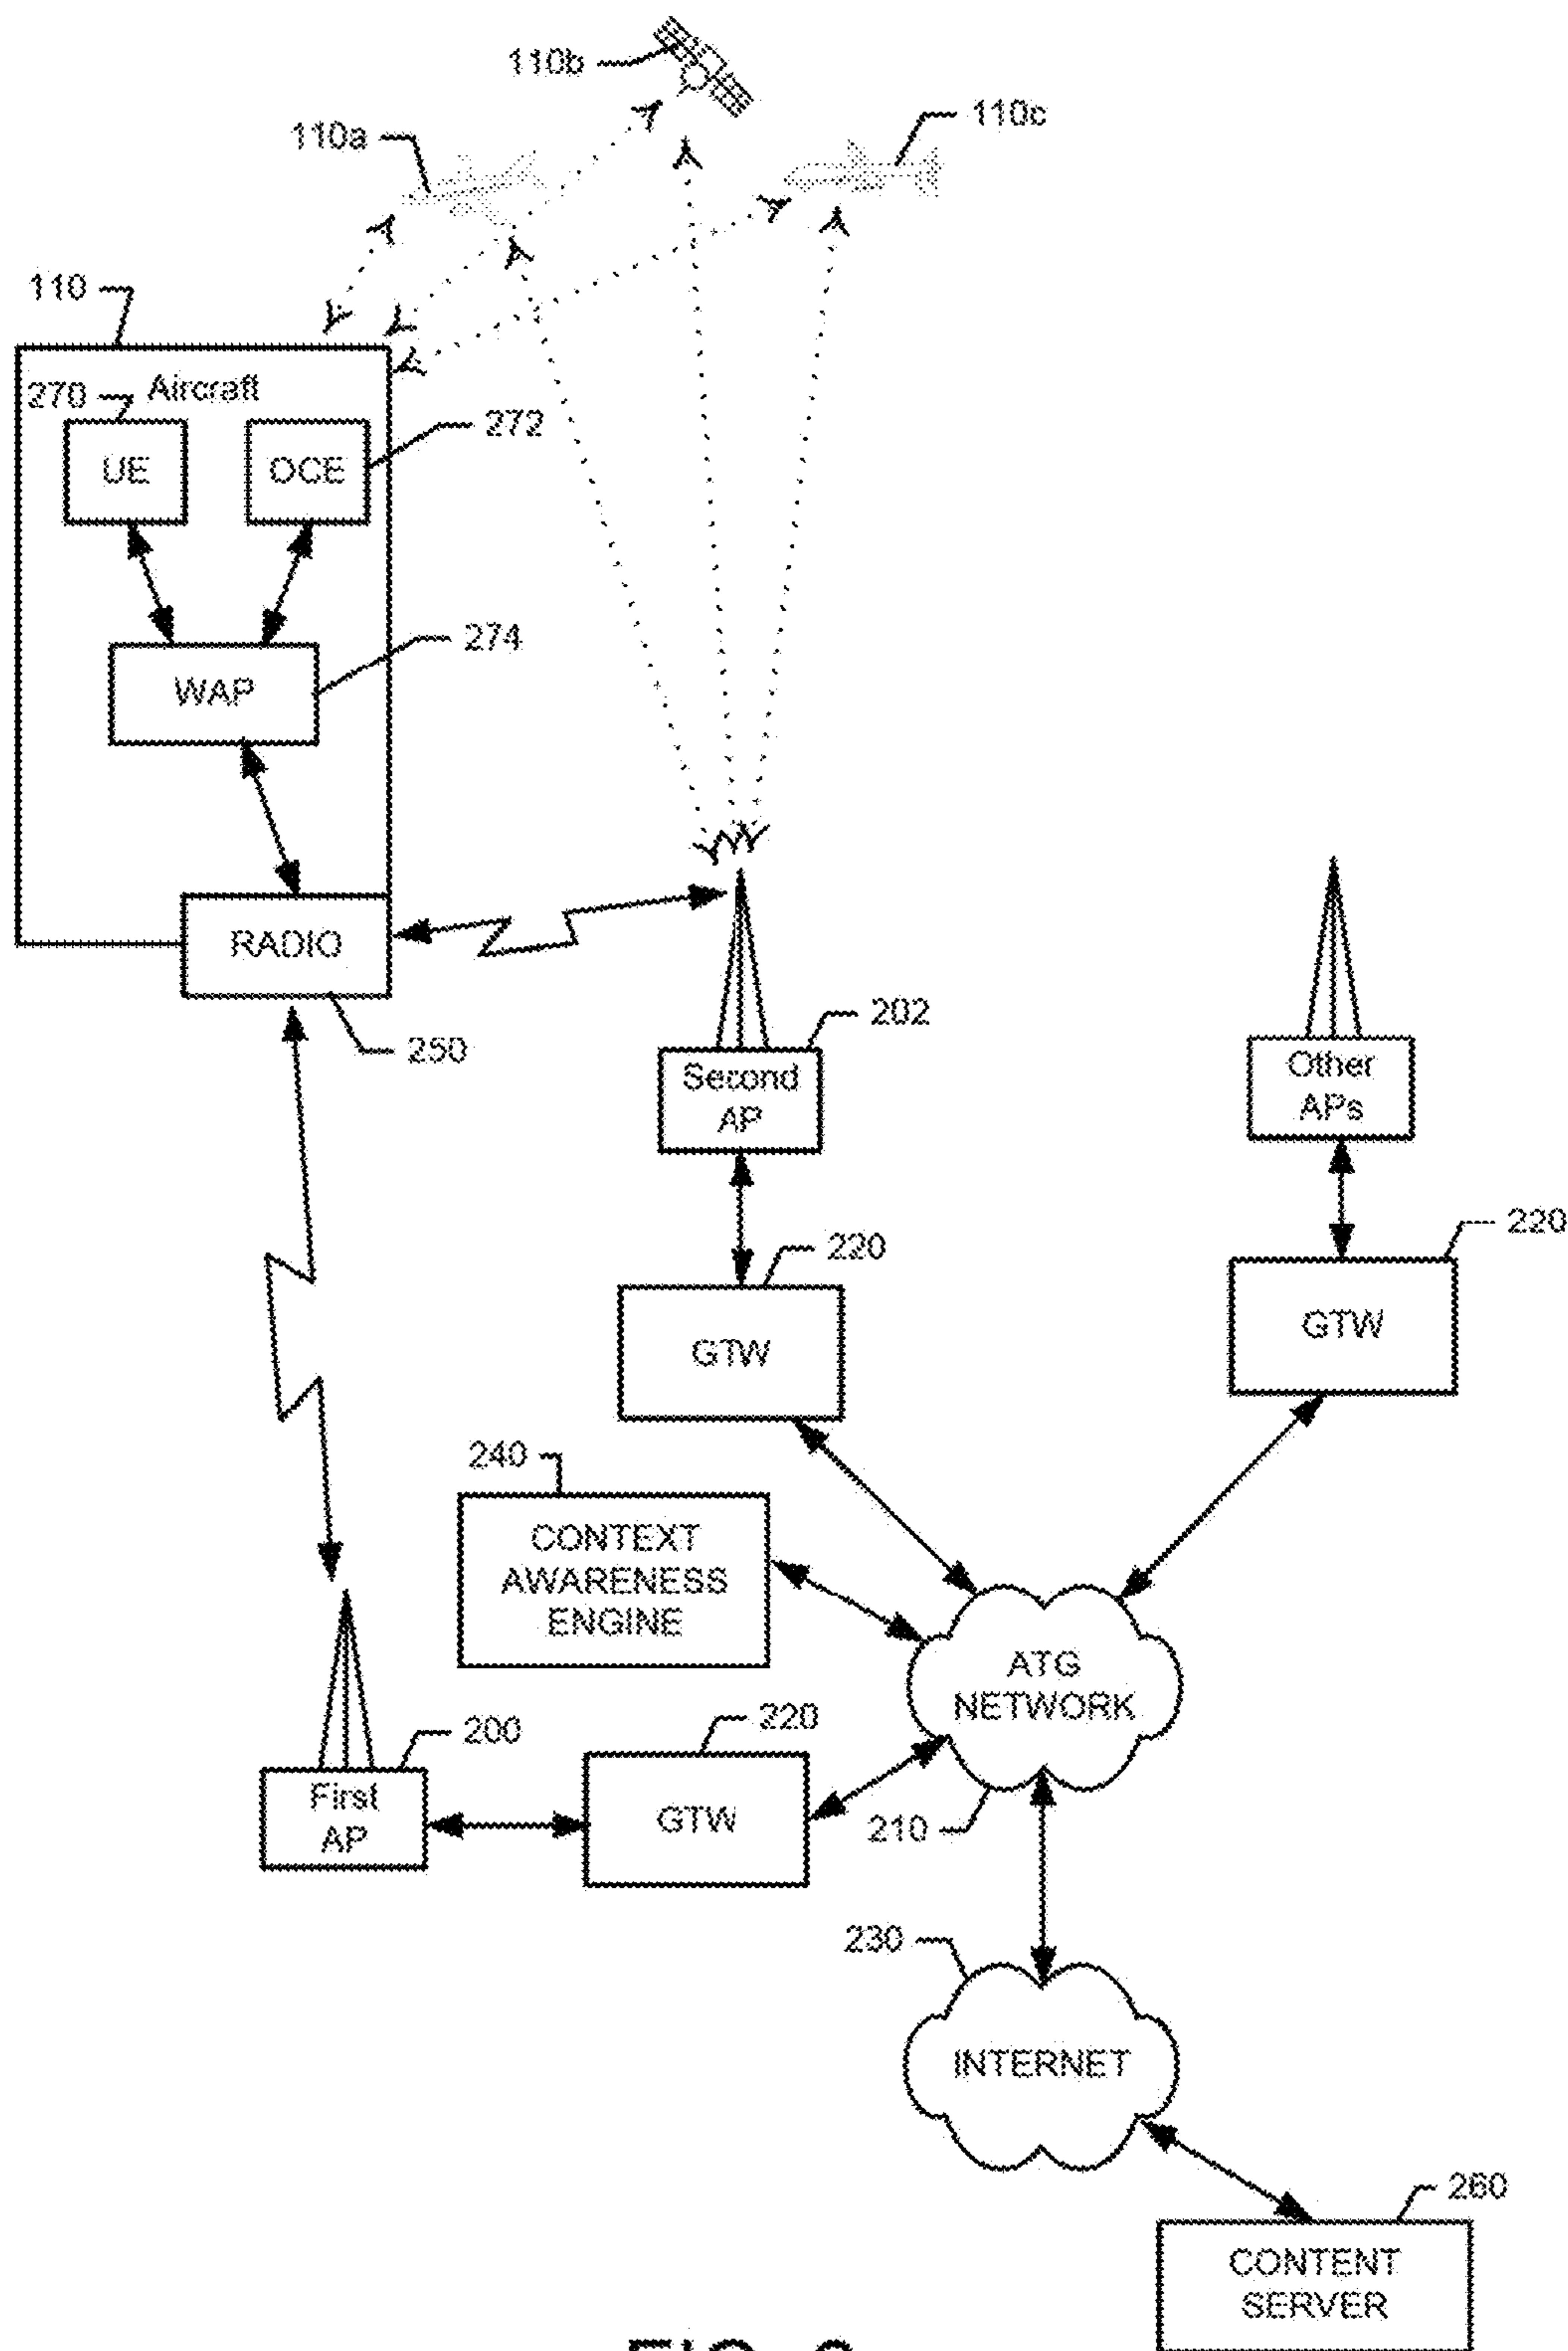 110b
110a
110c
110
270
Aircraft
UE
OCE
272
WAP
274
RADIO
250
202
Second
AP
Other
APs
220
GTW
220
GTW
240
CONTEXT
AWARENESS
ENGINE
ATG
NETWORK
210
200
First
AP
220
GTW
230
INTERNET
260
CONTENT
SERVER